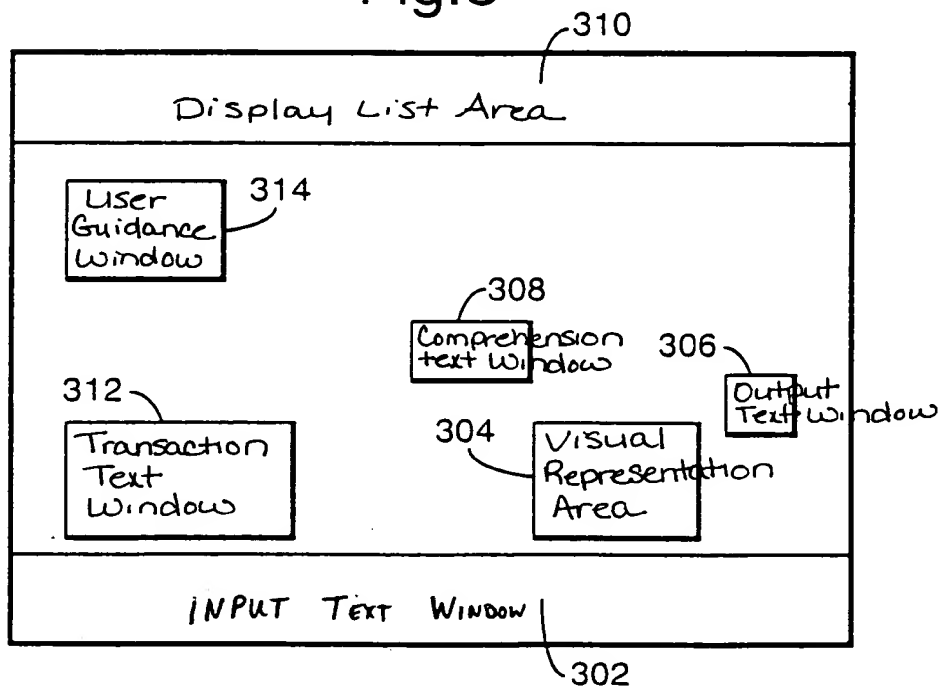 310
Display List Area
314
User
Guidance
Window
308
Comprehension
text Window
306
Output
Text Window
312
Transaction
Text
Window
304
Visual
Representation
Area
INPUT TEXT WINDOW
302